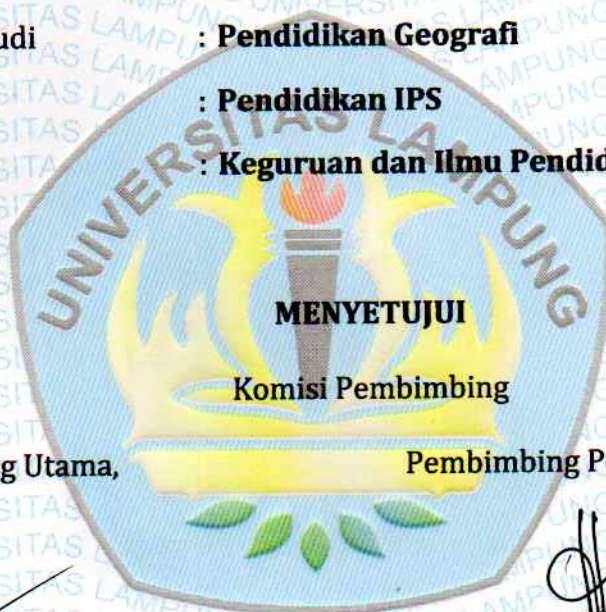 udi : Pendidikan Geografi
: Pendidikan IPS
: Keguruan dan Ilmu Pendid
UNIVERSITAS LAMPUNG
MENYETUJUI
Komisi Pembimbing
g Utama, Pembimbing P